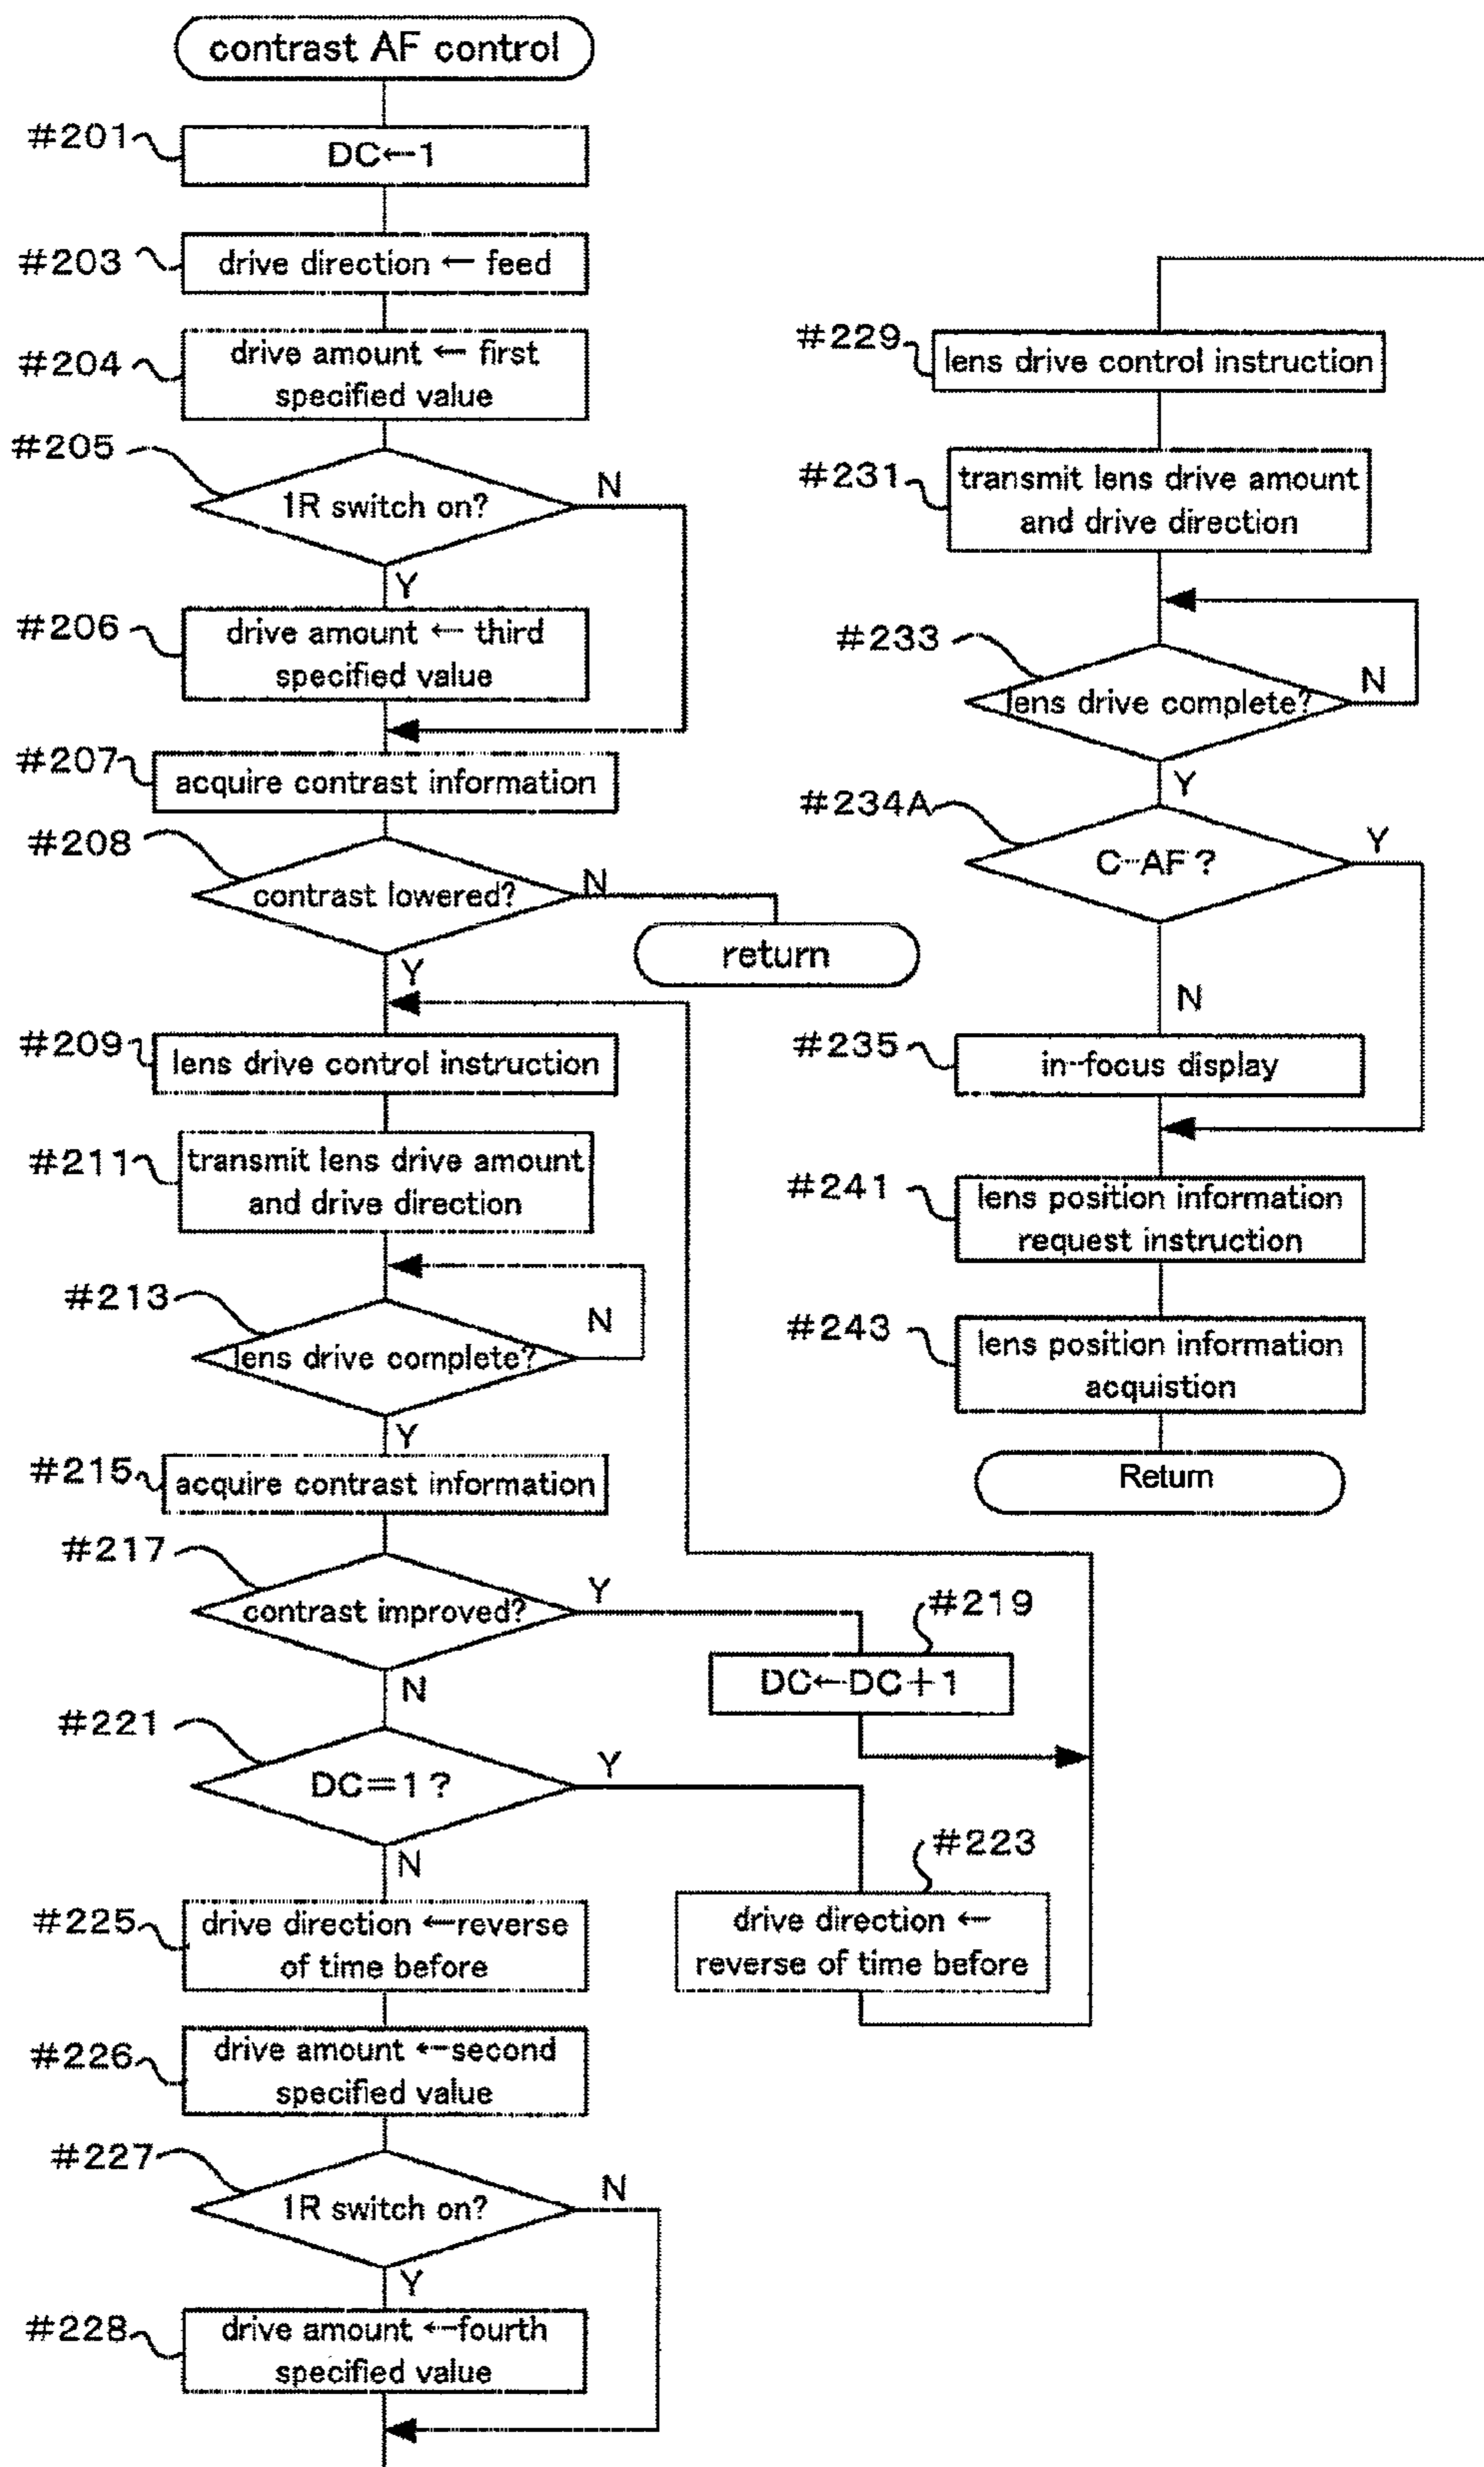 contrast AF control
#201
DC←1
#203
drive direction ← feed
#204
drive amount ← first
specified value
#205
1R switch on?
N
Y
#206
drive amount ← third
specified value
#207
acquire contrast information
#208
contrast lowered?
N
return
Y
#209
lens drive control instruction
#211
transmit lens drive amount
and drive direction
#213
N
lens drive complete?
Y
#215
acquire contrast information
#217
contrast improved?
Y
#219
DC←DC+1
N
#221
DC=1?
Y
N
#223
drive direction ←
reverse of time before
#225
drive direction ←reverse
of time before
#226
drive amount ←second
specified value
#227
1R switch on?
N
Y
#228
drive amount ←fourth
specified value
#229
lens drive control instruction
#231
transmit lens drive amount
and drive direction
#233
lens drive complete?
N
Y
#234A
C-AF?
Y
N
#235
in-focus display
#241
lens position information
request instruction
#243
lens position information
acquistion
Return